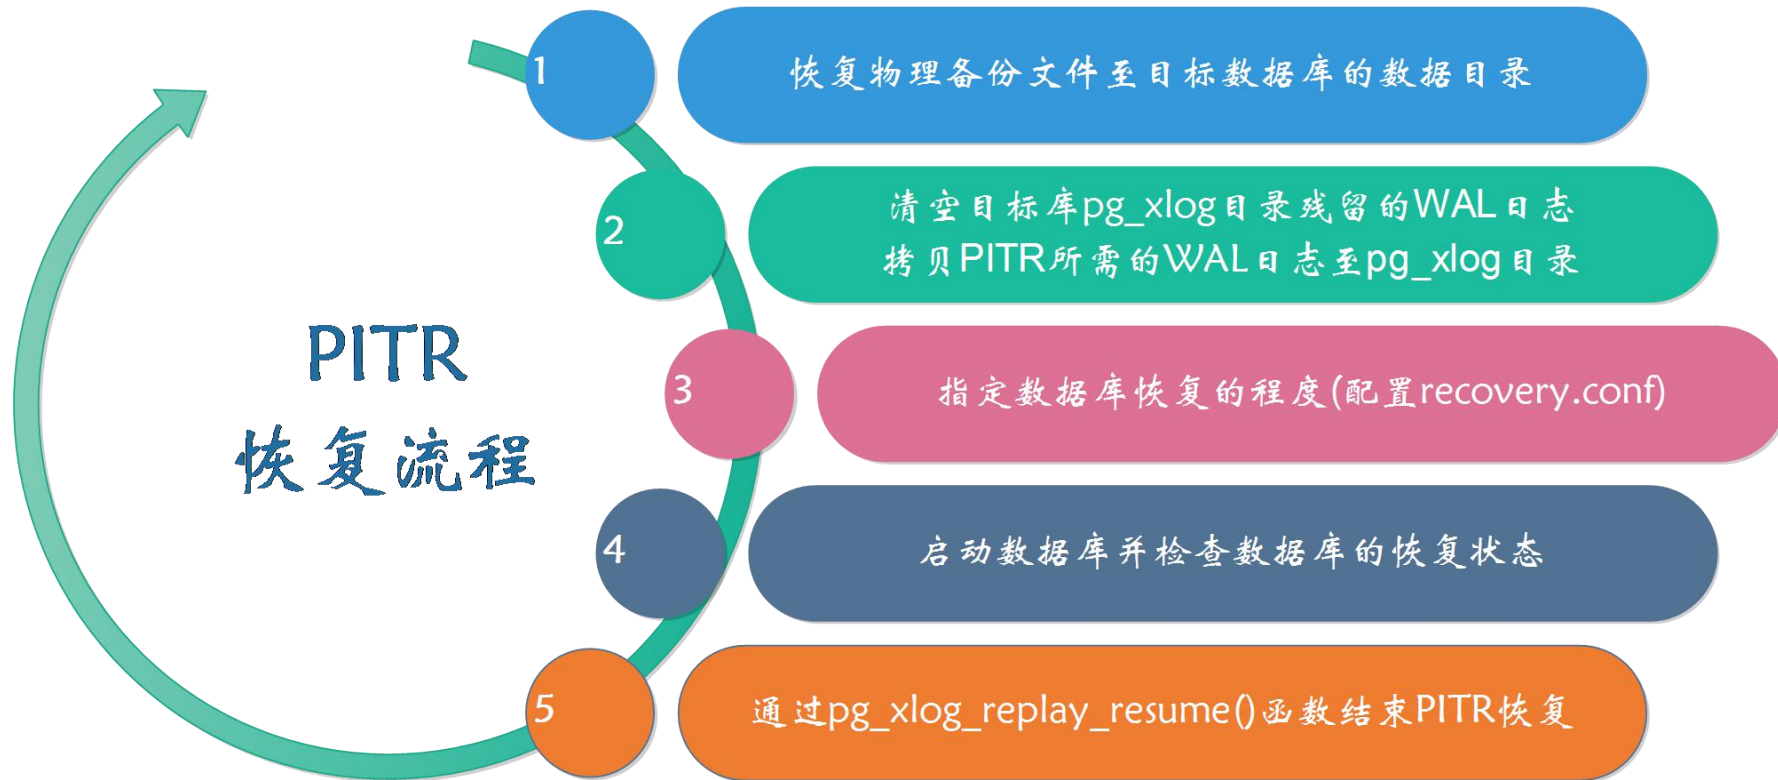 PITR
恢复流程
1
恢复物理备份文件至目标数据库的数据目录
2
清空目标库pg_xlog目录残留的WAL日志
拷贝PITR所需的WAL日志至pg_xlog目录
3
指定数据库恢复的程度(配置recovery.conf)
4
启动数据库并检查数据库的恢复状态
5
通过pg_xlog_replay_resume()函数结束PITR恢复